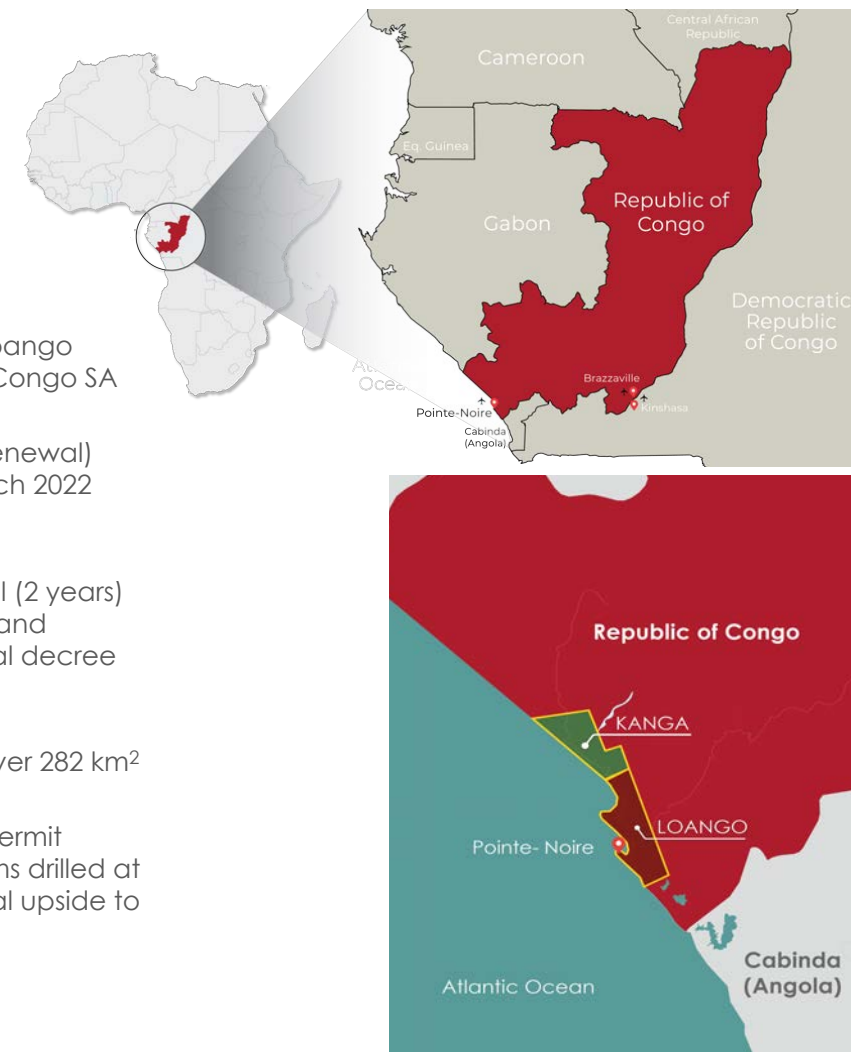 Central African
Republic
Cameroon
Eq. Guinea
Gabon
Republic of
Congo
Democratic
Republic
of Congo
Brazzaville
Kinshasa
Pointe-Noire
Cabinda
(Angola)
Ocea
ango
Congo SA
enewal)
ch 2022
l (2 years)
and
al decree
ver 282 km²
ermit
ns drilled at
al upside to
Republic of Congo
KANGA
LOANGO
Pointe- Noire
Atlantic Ocean
Cabinda
(Angola)